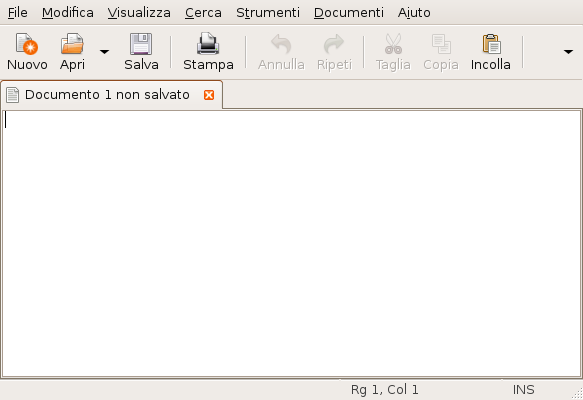 File Modifica Visualizza Cerca Strumenti Documenti Aiuto
Nuovo Apri Salva Stampa Annulla Ripeti Taglia Copia Incolla
Documento 1 non salvato
Rg 1, Col 1 INS